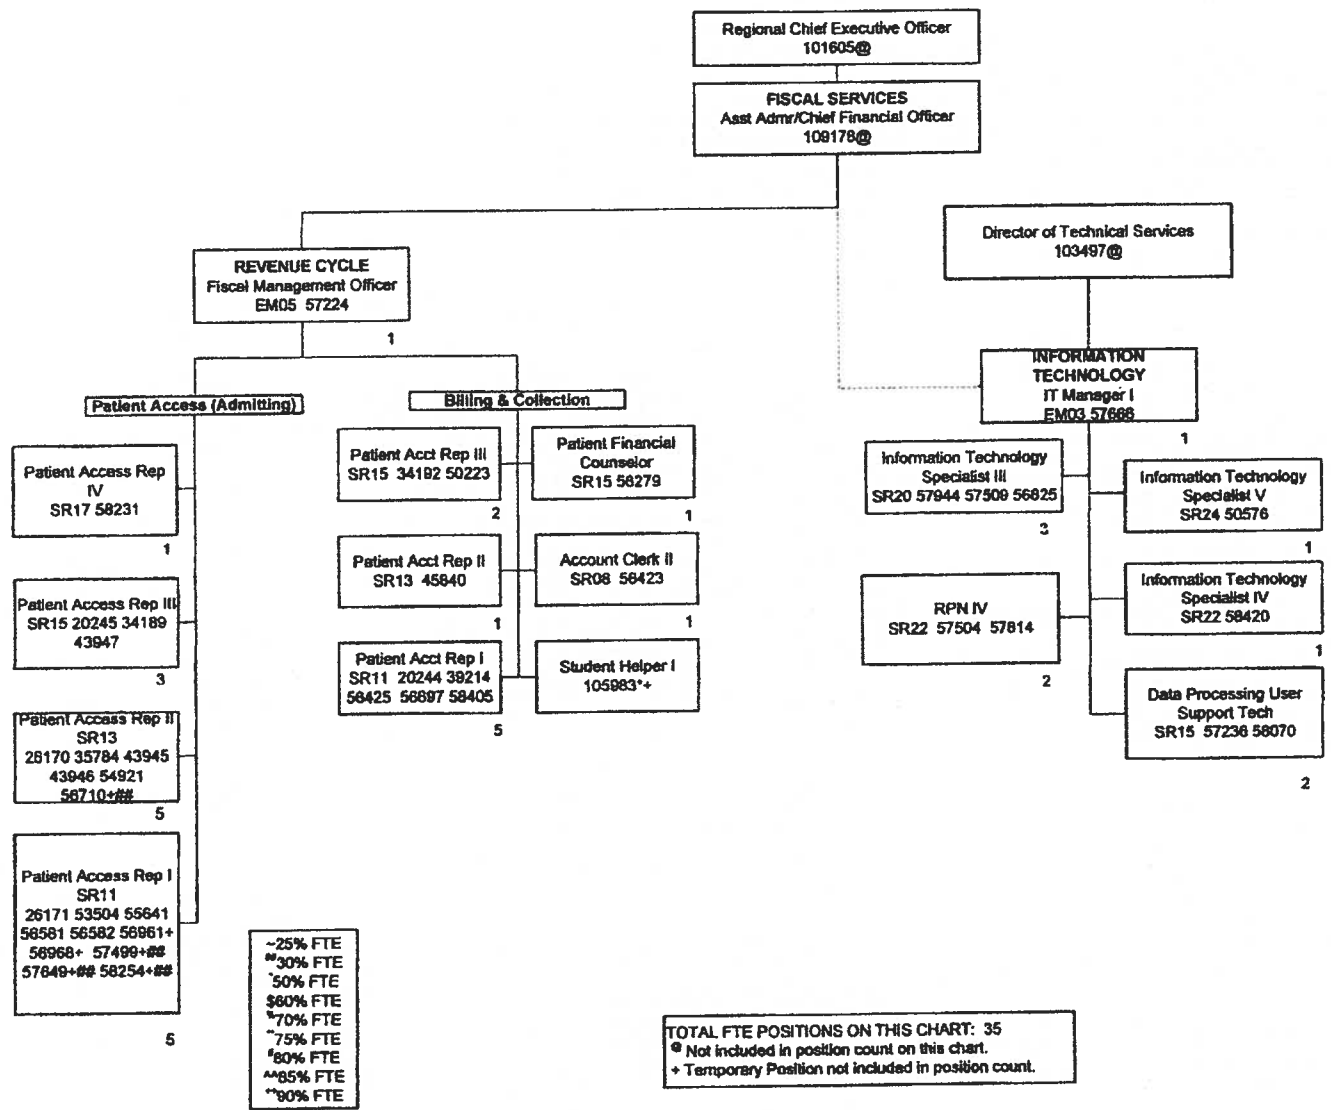 Regional Chief Executive Officer
101605@
FISCAL SERVICES
Asst Admr/Chief Financial Officer
109178@
Director of Technical Services
103497@
REVENUE CYCLE
Fiscal Management Officer
EM05 57224
1
INFORMATION
TECHNOLOGY
IT Manager I
EM03 57668
1
Patient Access (Admitting)
Billing & Collection
Patient Access Rep
IV
SR17 58231
1
Patient Access Rep III
SR15 20245 34189
43947
3
Patient Access Rep II
SR13
26170 35784 43945
43946 54921
56710+##
5
Patient Access Rep I
SR11
26171 53504 55641
56581 56582 56961+
56968+ 57499+##
57649+## 58254+##
5
Patient Acct Rep III
SR15 34192 50223
2
Patient Financial
Counselor
SR15 56279
1
Patient Acct Rep II
SR13 45840
1
Account Clerk II
SR08 56423
1
Patient Acct Rep I
SR11 20244 39214
56425 56697 58405
5
Student Helper I
105983*+
Information Technology
Specialist III
SR20 57944 57509 56825
3
Information Technology
Specialist V
SR24 50576
1
RPN IV
SR22 57504 57814
2
Information Technology
Specialist IV
SR22 58420
1
Data Processing User
Support Tech
SR15 57236 58070
2
~25% FTE
##30% FTE
*50% FTE
$60% FTE
70% FTE
75% FTE
#80% FTE
^^85% FTE
90% FTE
TOTAL FTE POSITIONS ON THIS CHART: 35
@ Not included in position count on this chart.
+ Temporary Position not included in position count.